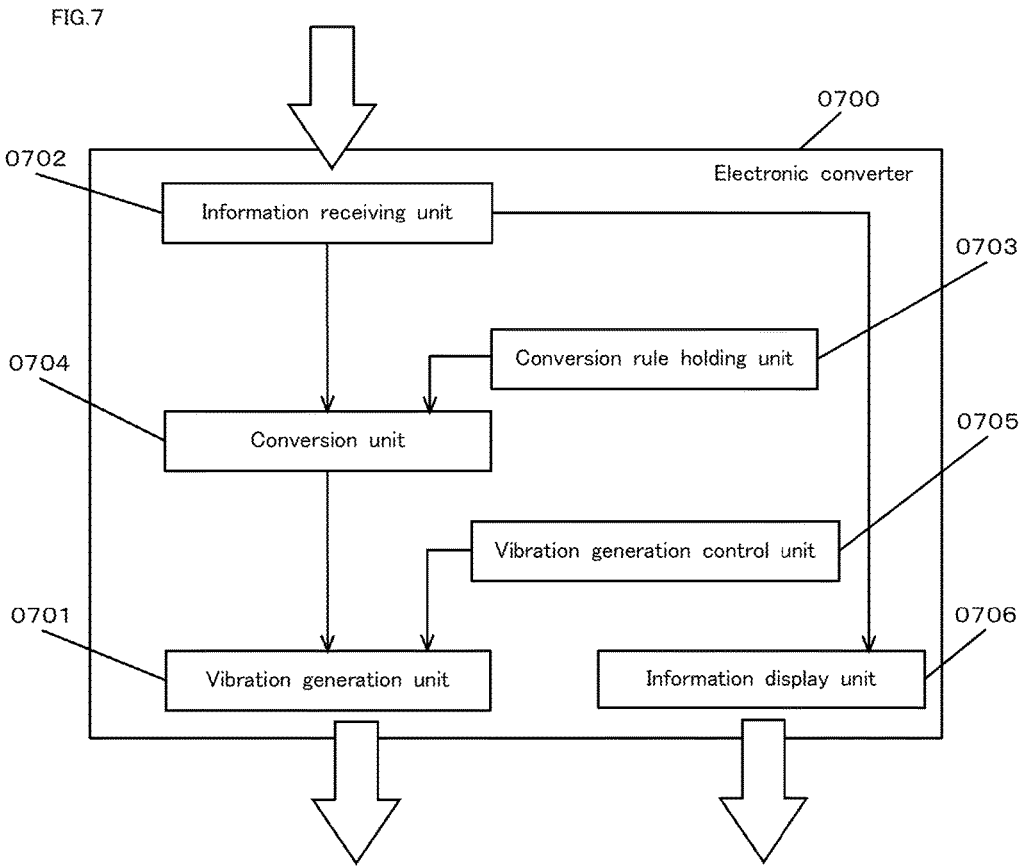 FIG.7
0700
0702
Electronic converter
Information receiving unit
0703
Conversion rule holding unit
0704
Conversion unit
0705
Vibration generation control unit
0701
0706
Vibration generation unit
Information display unit